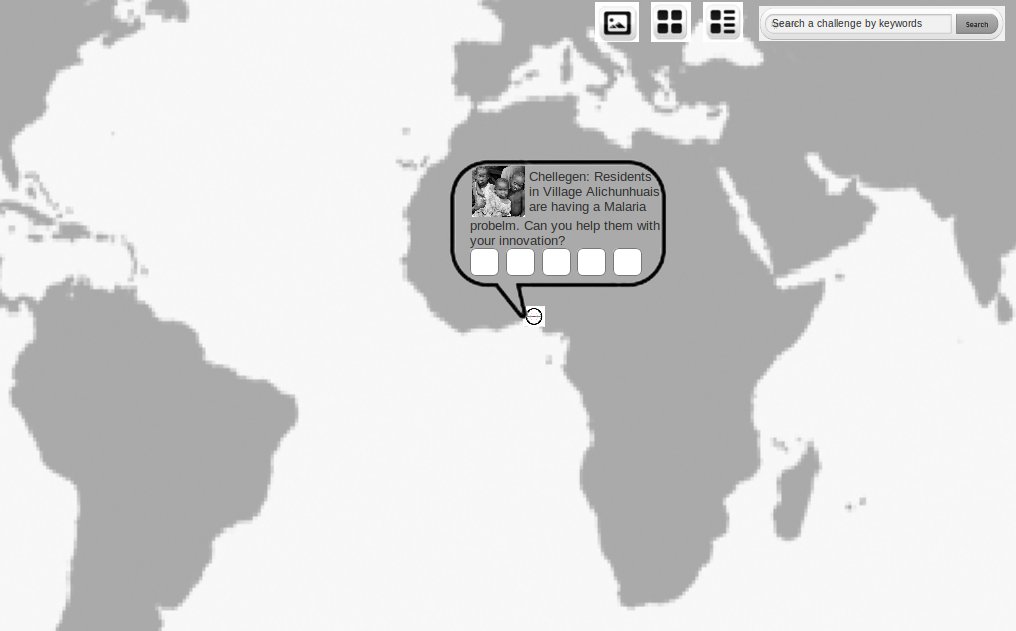 Search a challenge by keywords
Search
Chellegen: Residents
in Village Alichunhuais
are having a Malaria
probelm. Can you help them with
your innovation?